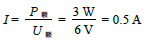 I = P额 / U额 = 3 W / 6 V = 0.5 A